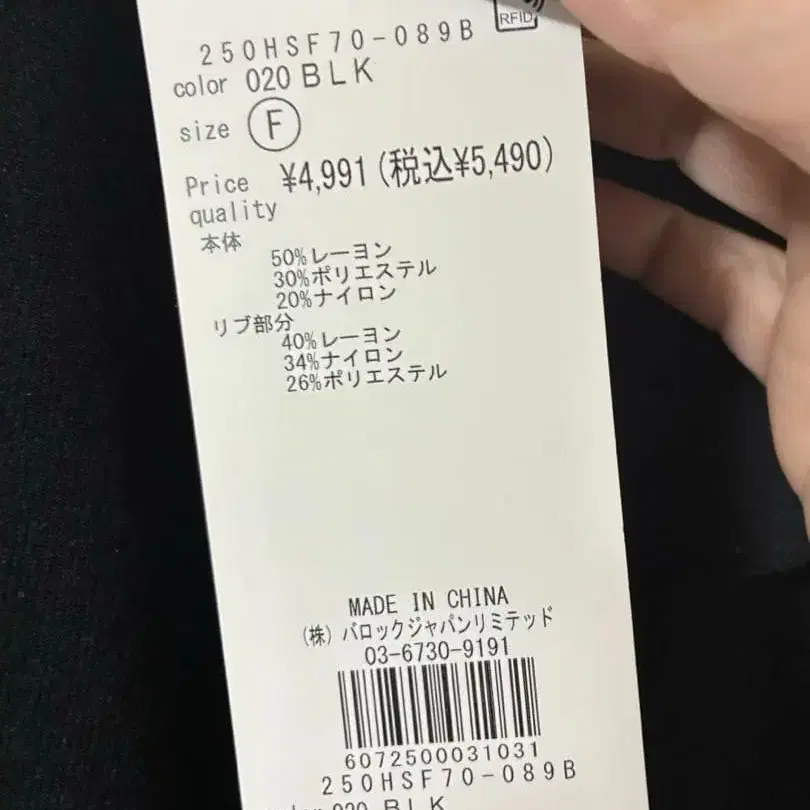 RFID
250HSF70-089B
color 020 BLK
size F
Price ¥4,991 (税込¥5,490)
quality
本体
50%レーヨン
30%ポリエステル
20%ナイロン
リブ部分
40%レーヨン
34%ナイロン
26%ポリエステル
MADE IN CHINA
(株) バロックジャパンリミテッド
03-6730-9191
6072500031031
250HSF70-089B
color 020 BLK